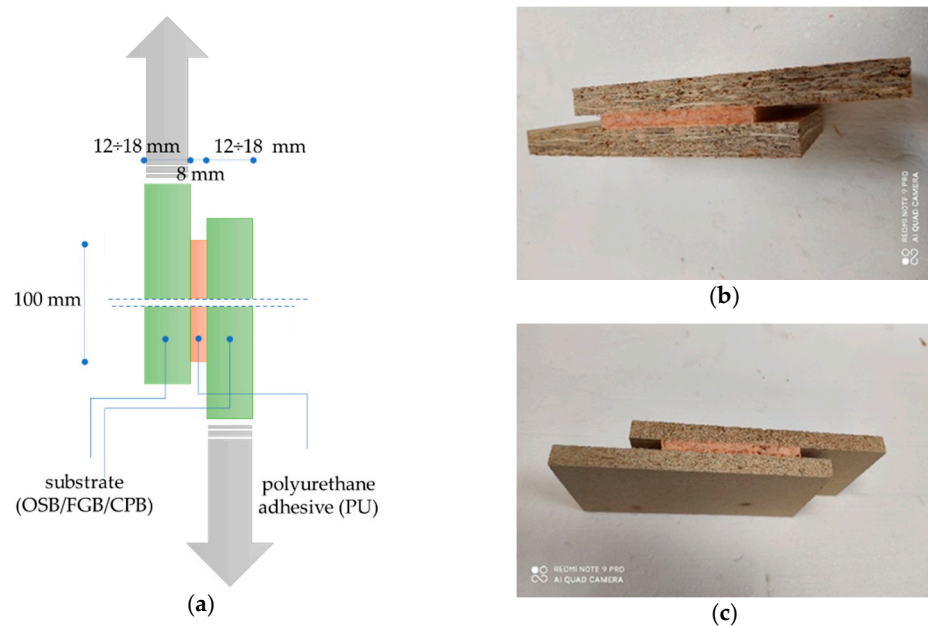 12÷18 mm
12÷18 mm
8 mm
100 mm
substrate
(OSB/FGB/CPB)
polyurethane
adhesive (PU)
(a)
REDMI NOTE 9 PRO
AI QUAD CAMERA
(b)
REDMI NOTE 9 PRO
AI QUAD CAMERA
(c)